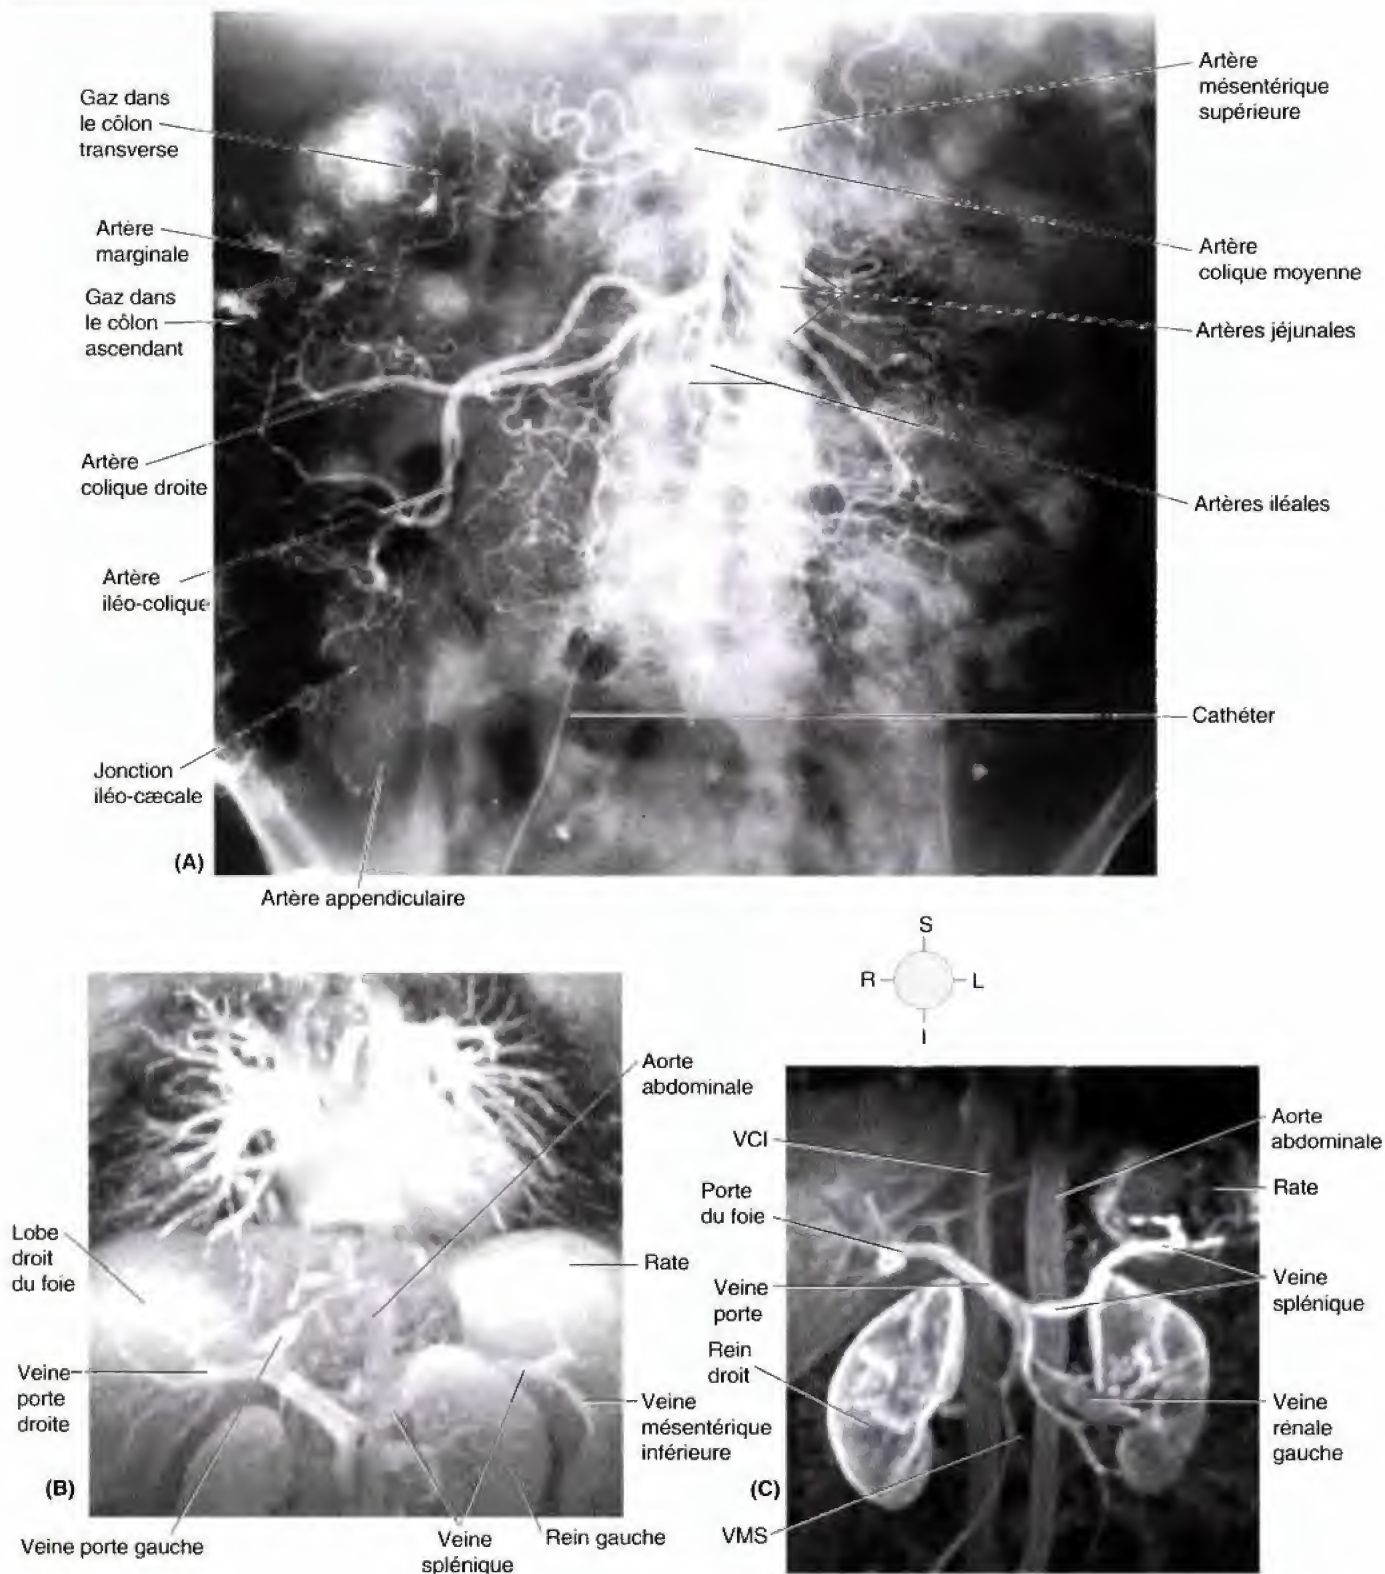 Gaz dans
le côlon
transverse
Artère
marginale
Gaz dans
le côlon
ascendant
Artère
colique droite
Artère
iléo-colique
Jonction
iléo-cæcale
(A)
Artère appendiculaire
Artère
mésentérique
supérieure
Artère
colique moyenne
Artères jéjunales
Artères iléales
Cathéter
S
R
L
I
Lobe
droit
du foie
Veine
porte
droite
(B)
Veine porte gauche
Aorte
abdominale
Rate
Veine
mésentérique
inférieure
Veine
splénique
Rein gauche
VCI
Porte
du foie
Veine
porte
Rein
droit
(C)
VMS
Aorte
abdominale
Rate
Veine
splénique
Veine
rénale
gauche